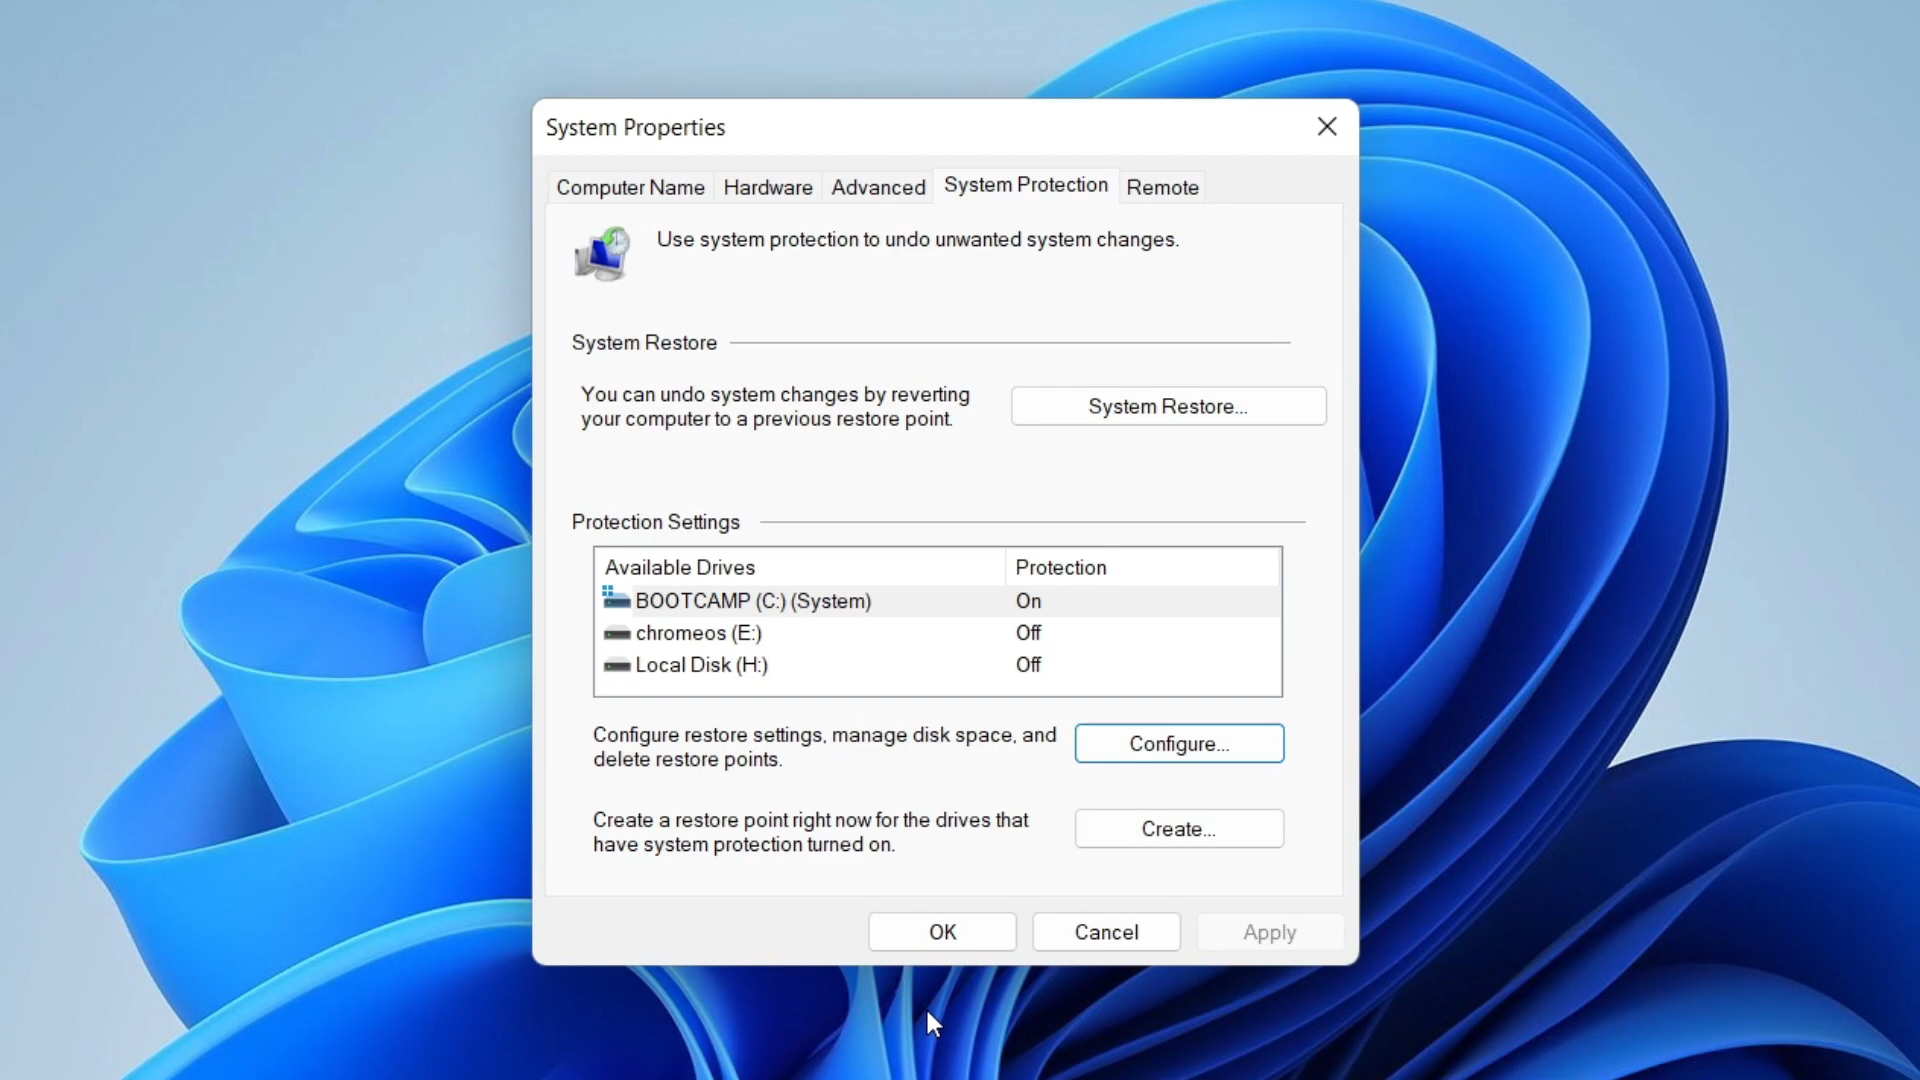 System Properties
Computer Name Hardware Advanced System Protection Remote
Use system protection to undo unwanted system changes.
System Restore
You can undo system changes by reverting
your computer to a previous restore point.
System Restore...
Protection Settings
Available Drives Protection
BOOTCAMP (C:) (System) On
chromeos (E:) Off
Local Disk (H:) Off
Configure restore settings, manage disk space, and
delete restore points.
Configure...
Create a restore point right now for the drives that
have system protection turned on.
Create...
OK Cancel Apply